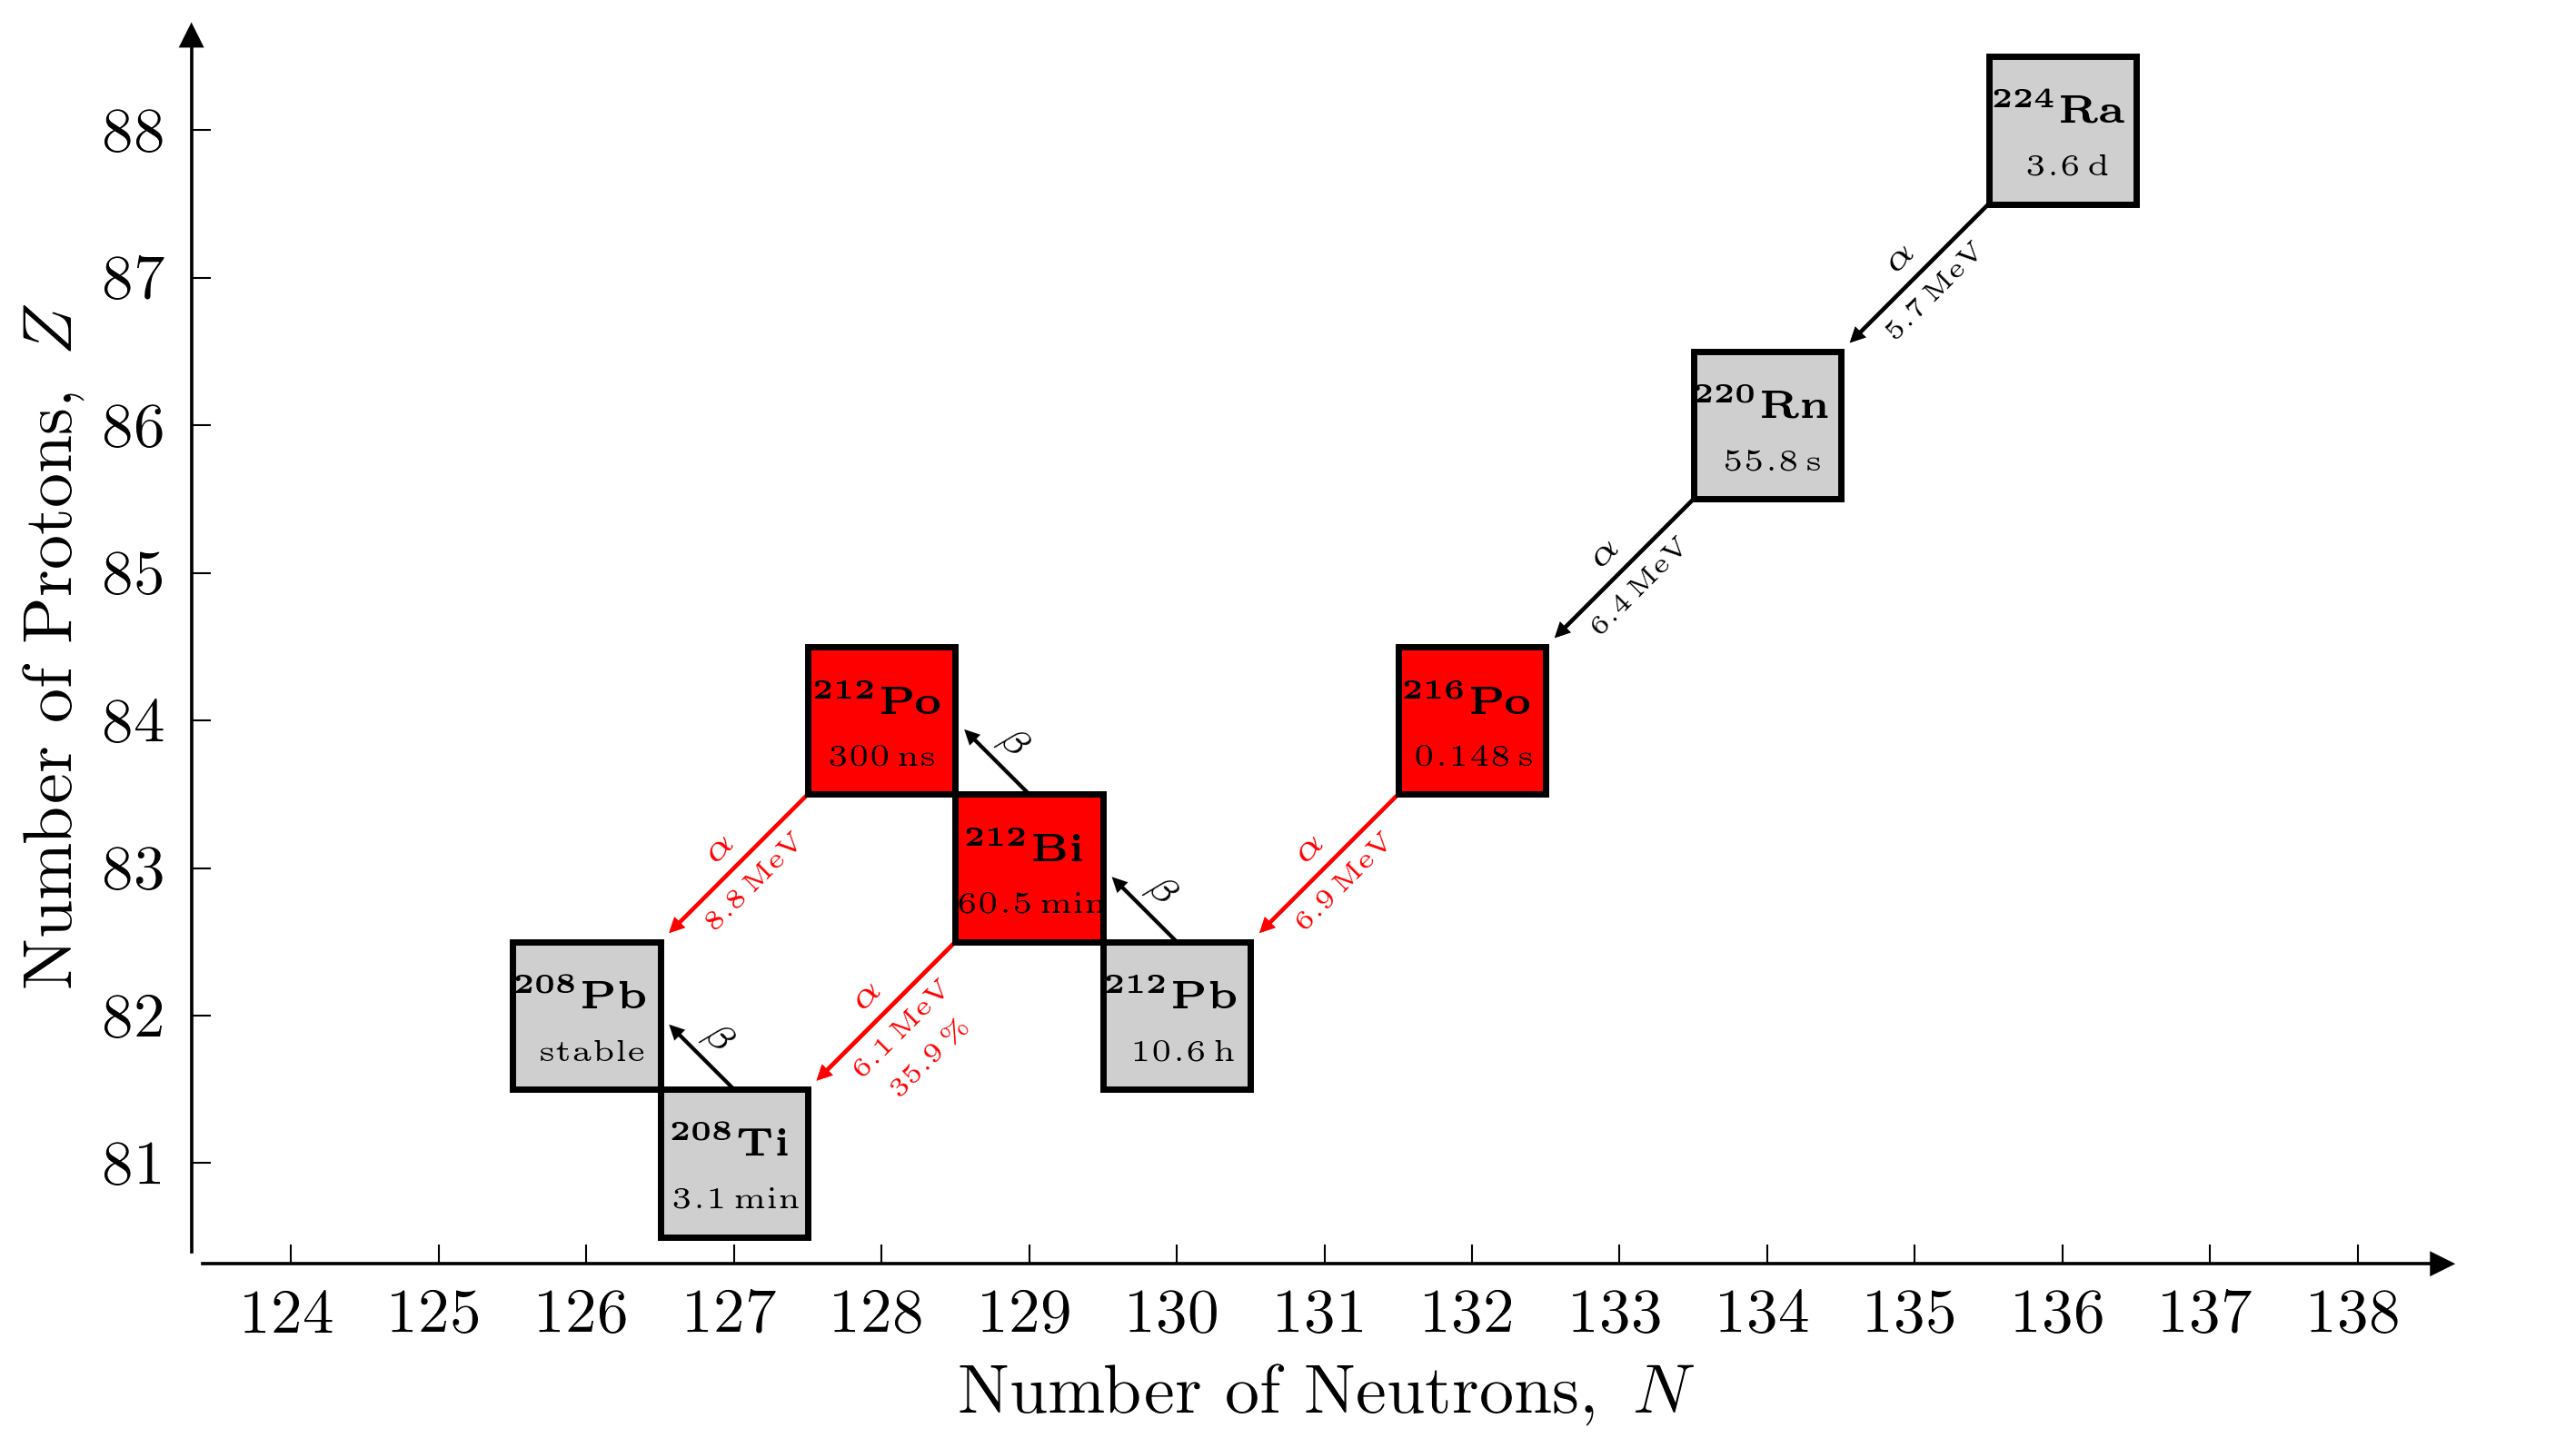 Number of Protons, Z
88
87
86
85
84
83
82
81
²²⁴Ra
3.6 d
α
5.7 MeV
²²⁰Rn
55.8 s
α
6.4 MeV
²¹⁶Po
0.148 s
α
6.9 MeV
²¹²Po
300 ns
β
α
8.8 MeV
²¹²Bi
60.5 min
β
α
6.1 MeV
35.9 %
²¹²Pb
10.6 h
²⁰⁸Pb
stable
β
²⁰⁸Ti
3.1 min
124 125 126 127 128 129 130 131 132 133 134 135 136 137 138
Number of Neutrons, N